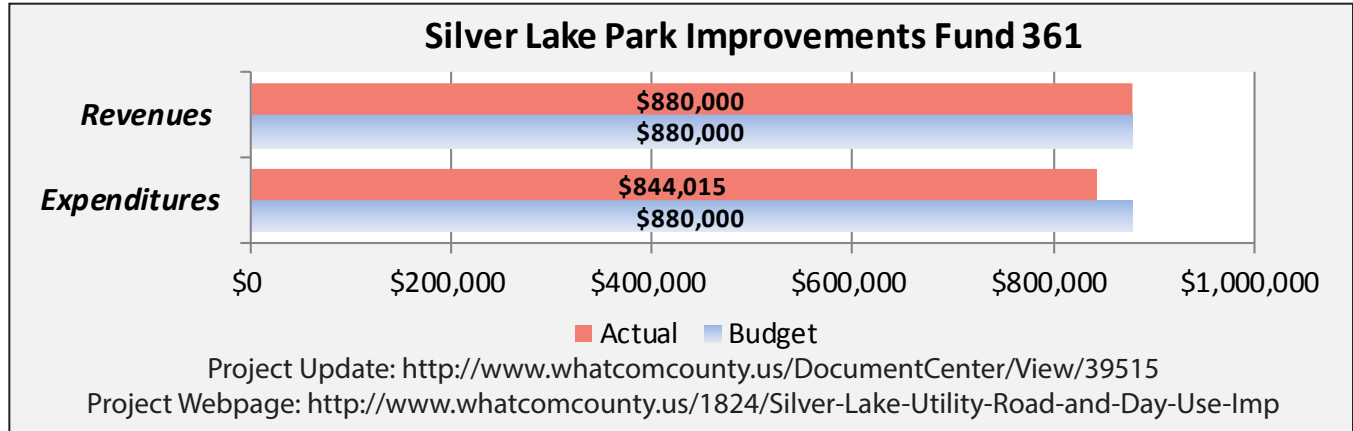 Silver Lake Park Improvements Fund 361
Revenues
$880,000
$880,000
Expenditures
$844,015
$880,000
$0 $200,000 $400,000 $600,000 $800,000 $1,000,000
Actual Budget
Project Update: http://www.whatcomcounty.us/DocumentCenter/View/39515
Project Webpage: http://www.whatcomcounty.us/1824/Silver-Lake-Utility-Road-and-Day-Use-Imp